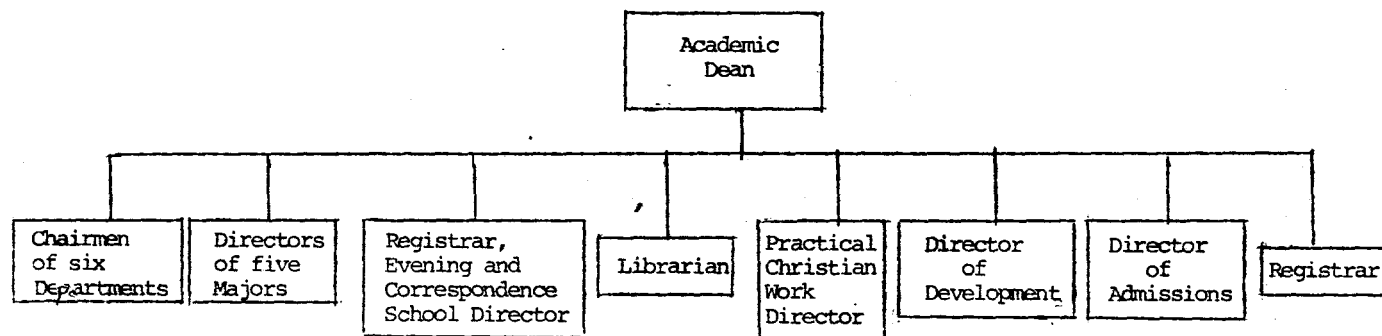 Academic
Dean
Chairmen
of six
Departments
Directors
of five
Majors
Registrar,
Evening and
Correspondence
School Director
Librarian
Practical
Christian
Work
Director
Director
of
Development
Director
of
Admissions
Registrar